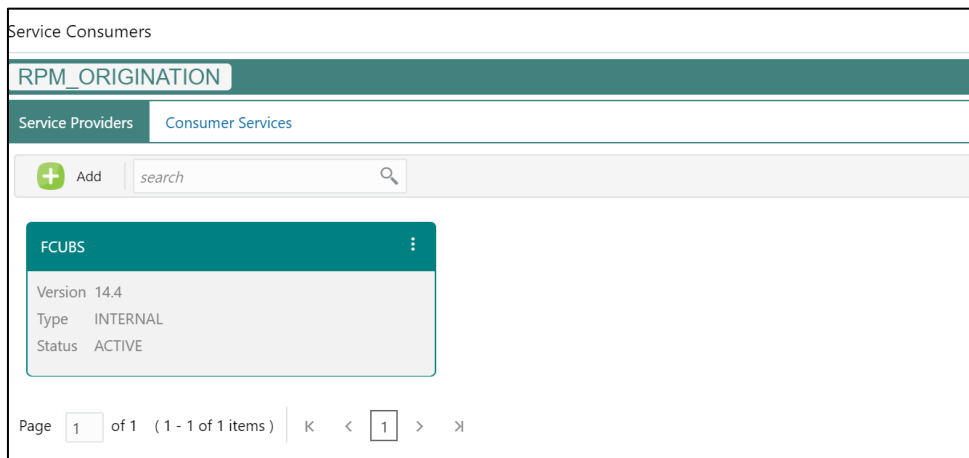 Service Consumers
RPM_ORIGINATION
Service Providers Consumer Services
Add search
FCUBS
Version 14.4
Type INTERNAL
Status ACTIVE
Page 1 of 1 ( 1 - 1 of 1 items ) 1